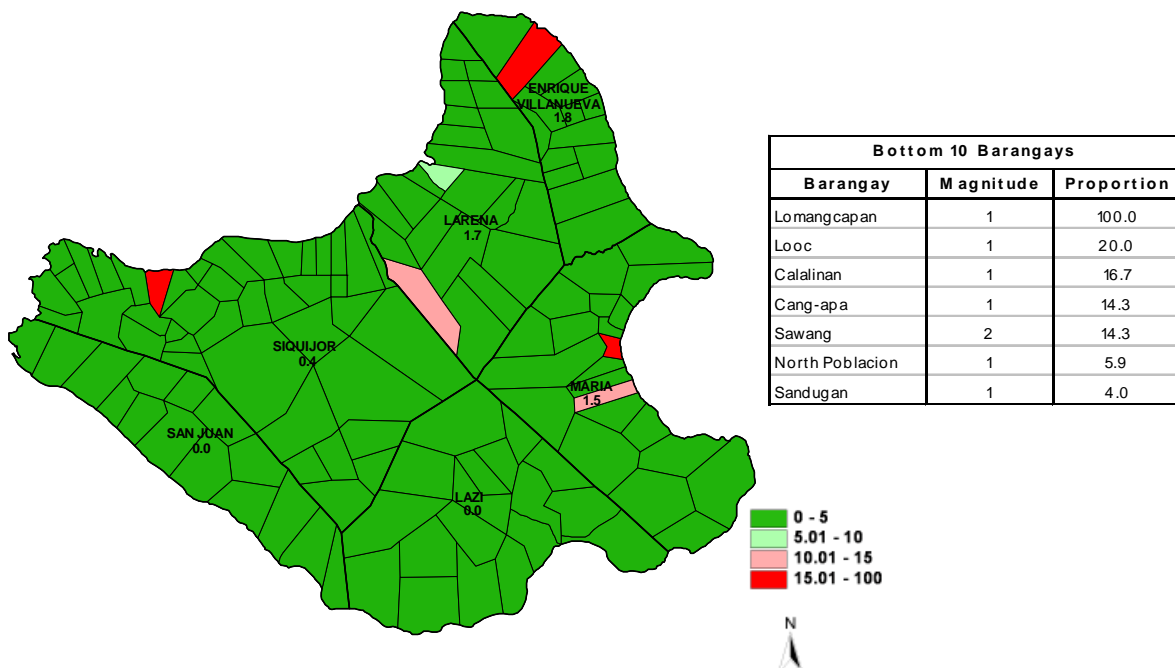 ENRIQUE
VILLANUEVA
1.8
LARENA
1.7
SIQUIJOR
0.4
MARIA
1.5
SAN JUAN
0.0
LAZI
0.0
Bottom 10 Barangays
Barangay Magnitude Proportion
Lomangcapan 1 100.0
Looc 1 20.0
Calalinan 1 16.7
Cang-apa 1 14.3
Sawang 2 14.3
North Poblacion 1 5.9
Sandugan 1 4.0
0 - 5
5.01 - 10
10.01 - 15
15.01 - 100
N